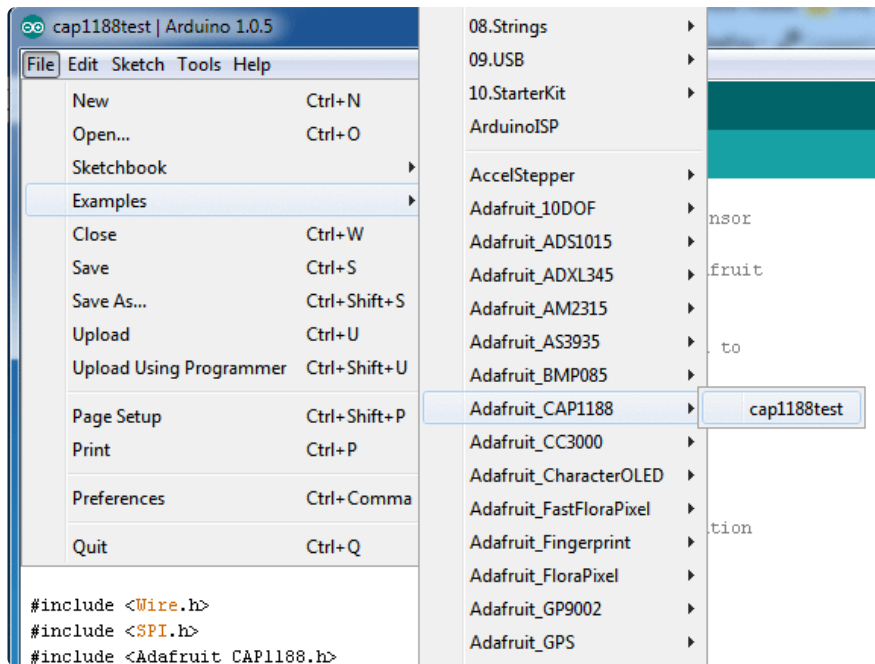 cap1188test | Arduino 1.0.5
File Edit Sketch Tools Help
New Ctrl+N
Open... Ctrl+O
Sketchbook
Examples
Close Ctrl+W
Save Ctrl+S
Save As... Ctrl+Shift+S
Upload Ctrl+U
Upload Using Programmer Ctrl+Shift+U
Page Setup Ctrl+Shift+P
Print Ctrl+P
Preferences Ctrl+Comma
Quit Ctrl+Q
08.Strings
09.USB
10.StarterKit
ArduinoISP
AccelStepper
Adafruit_10DOF
Adafruit_ADS1015
Adafruit_ADXL345
Adafruit_AM2315
Adafruit_AS3935
Adafruit_BMP085
Adafruit_CAP1188
Adafruit_CC3000
Adafruit_CharacterOLED
Adafruit_FastFloraPixel
Adafruit_Fingerprint
Adafruit_FloraPixel
Adafruit_GP9002
Adafruit_GPS
cap1188test
nsor
fruit
to
tion
#include <Wire.h>
#include <SPI.h>
#include <Adafruit_CAP1188.h>